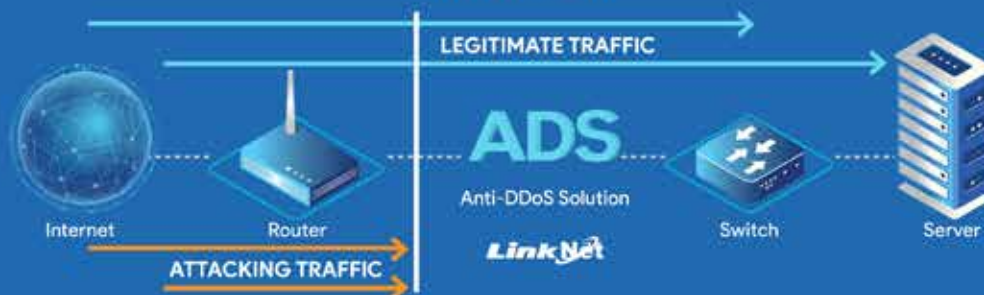 LEGITIMATE TRAFFIC
ADS
Anti-DDoS Solution
Internet
Router
Switch
Server
LinkNet
ATTACKING TRAFFIC